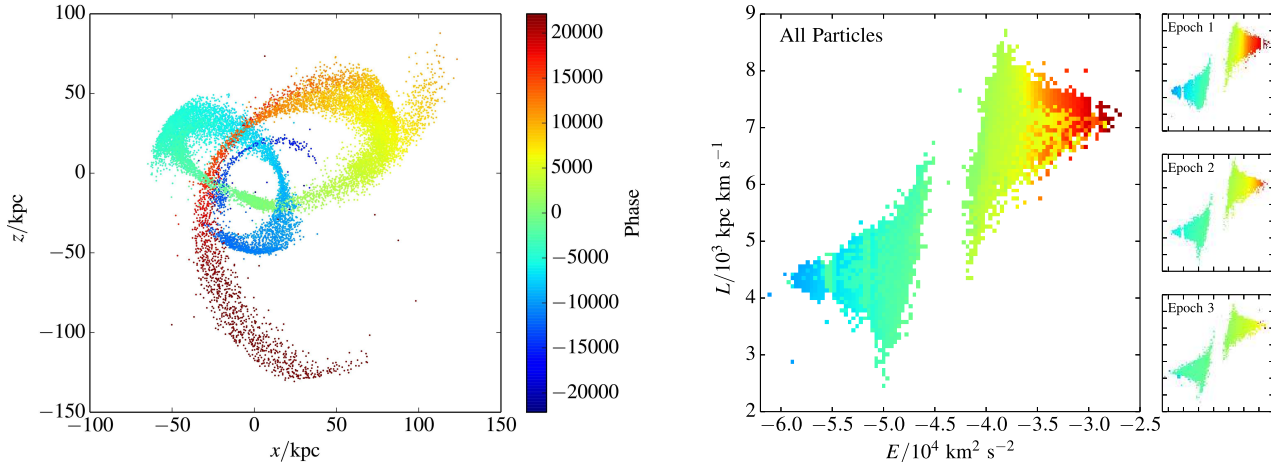 100
50
0
−50
−100
−150
z/kpc
−100 −50 0 50 100 150
x/kpc
20000
15000
10000
5000
0
−5000
−10000
−15000
−20000
Phase
All Particles
9
8
7
6
5
4
3
2
L/10³ kpc km s⁻¹
−6.0 −5.5 −5.0 −4.5 −4.0 −3.5 −3.0 −2.5
E/10⁴ km² s⁻²
Epoch 1
Epoch 2
Epoch 3